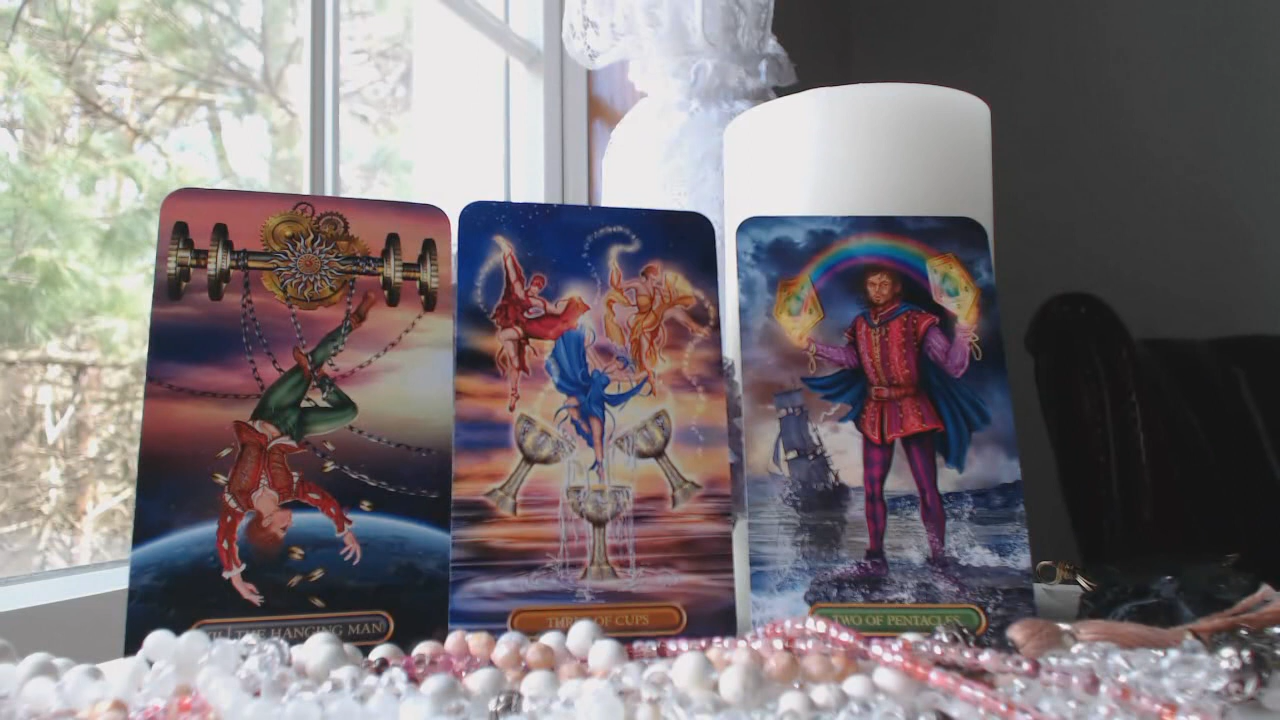 THE HANGING MAN
THREE OF CUPS
TWO OF PENTACLES